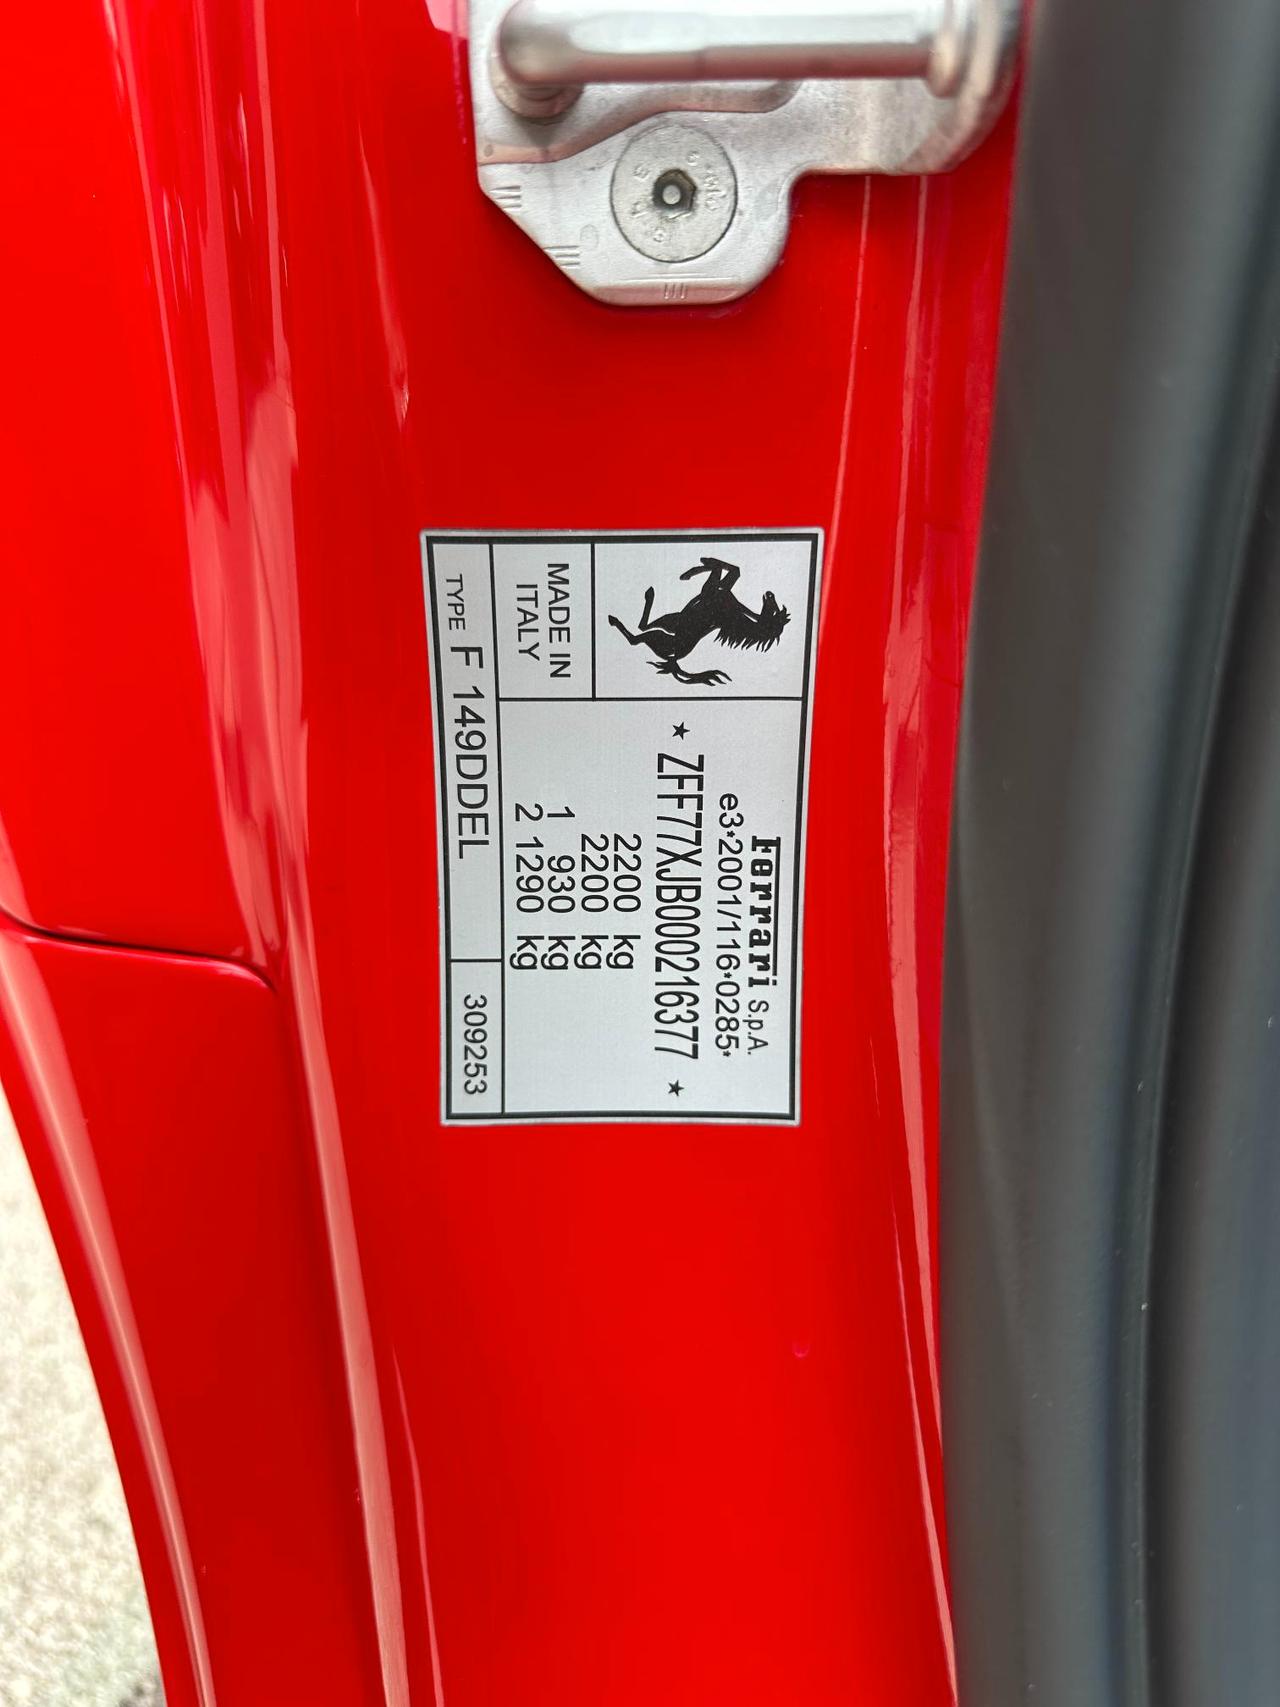 Ferrari S.p.A.
e3*2001/116*0285*
★ ZFF77XJB000216377 ★
2200 kg
2200 kg
1 930 kg
2 1290 kg
MADE IN
ITALY
TYPE F 149DDEL
309253